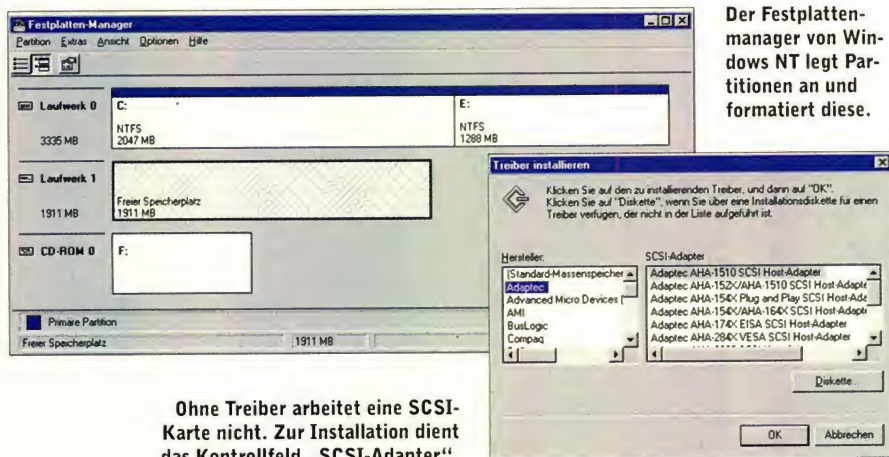 Festplatten-Manager
Partition Extras Ansicht Optionen Hilfe
Laufwerk 0
3335 MB
C:
NTFS
2047 MB
E:
NTFS
1288 MB
Laufwerk 1
1911 MB
Freier Speicherplatz
1911 MB
CD-ROM 0
F:
Primäre Partition
Freier Speicherplatz
1911 MB
Der Festplatten-
manager von Win-
dows NT legt Par-
titionen an und
formatiert diese.
Treiber installieren
Klicken Sie auf den zu installierenden Treiber, und dann auf "OK".
Klicken Sie auf "Diskette", wenn Sie über eine Installationsdiskette für einen
Treiber verfügen, der nicht in der Liste aufgeführt ist.
Hersteller:
(Standard-Massenspeicher
Adaptec
Advanced Micro Devices (
AMI
BusLogic
Compaq
SCSI-Adapter
Adaptec AHA-1510 SCSI Host-Adapter
Adaptec AHA-152X/AHA-1510 SCSI Host-Adapte
Adaptec AHA-154X Plug and Play SCSI Host-Ade
Adaptec AHA-154X/AHA-164X SCSI Host-Adapt
Adaptec AHA-174X EISA SCSI Host-Adapter
Adaptec AHA-284X VESA SCSI Host-Adapter
Diskette...
OK
Abbrechen
Ohne Treiber arbeitet eine SCSI-
Karte nicht. Zur Installation dient
das Kontrollfeld „SCSI-Adapter".